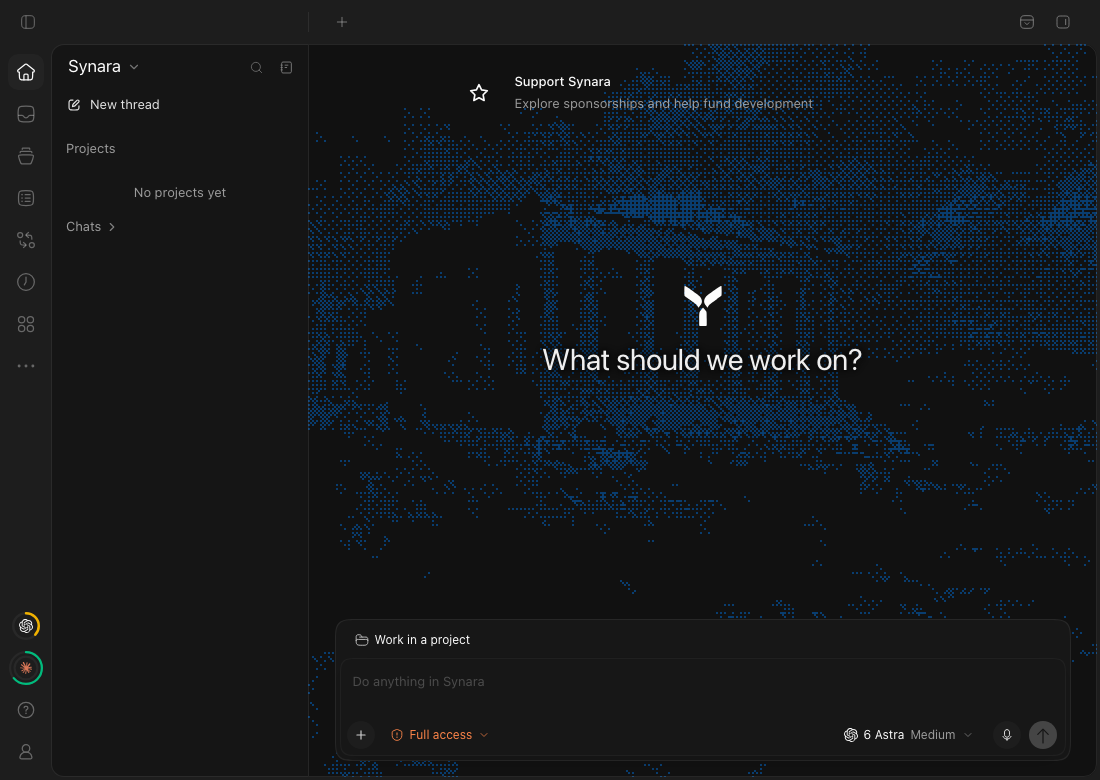 Synara
New thread
Projects
No projects yet
Chats
Support Synara
Explore sponsorships and help fund development
What should we work on?
Work in a project
Do anything in Synara
Full access
6 Astra Medium